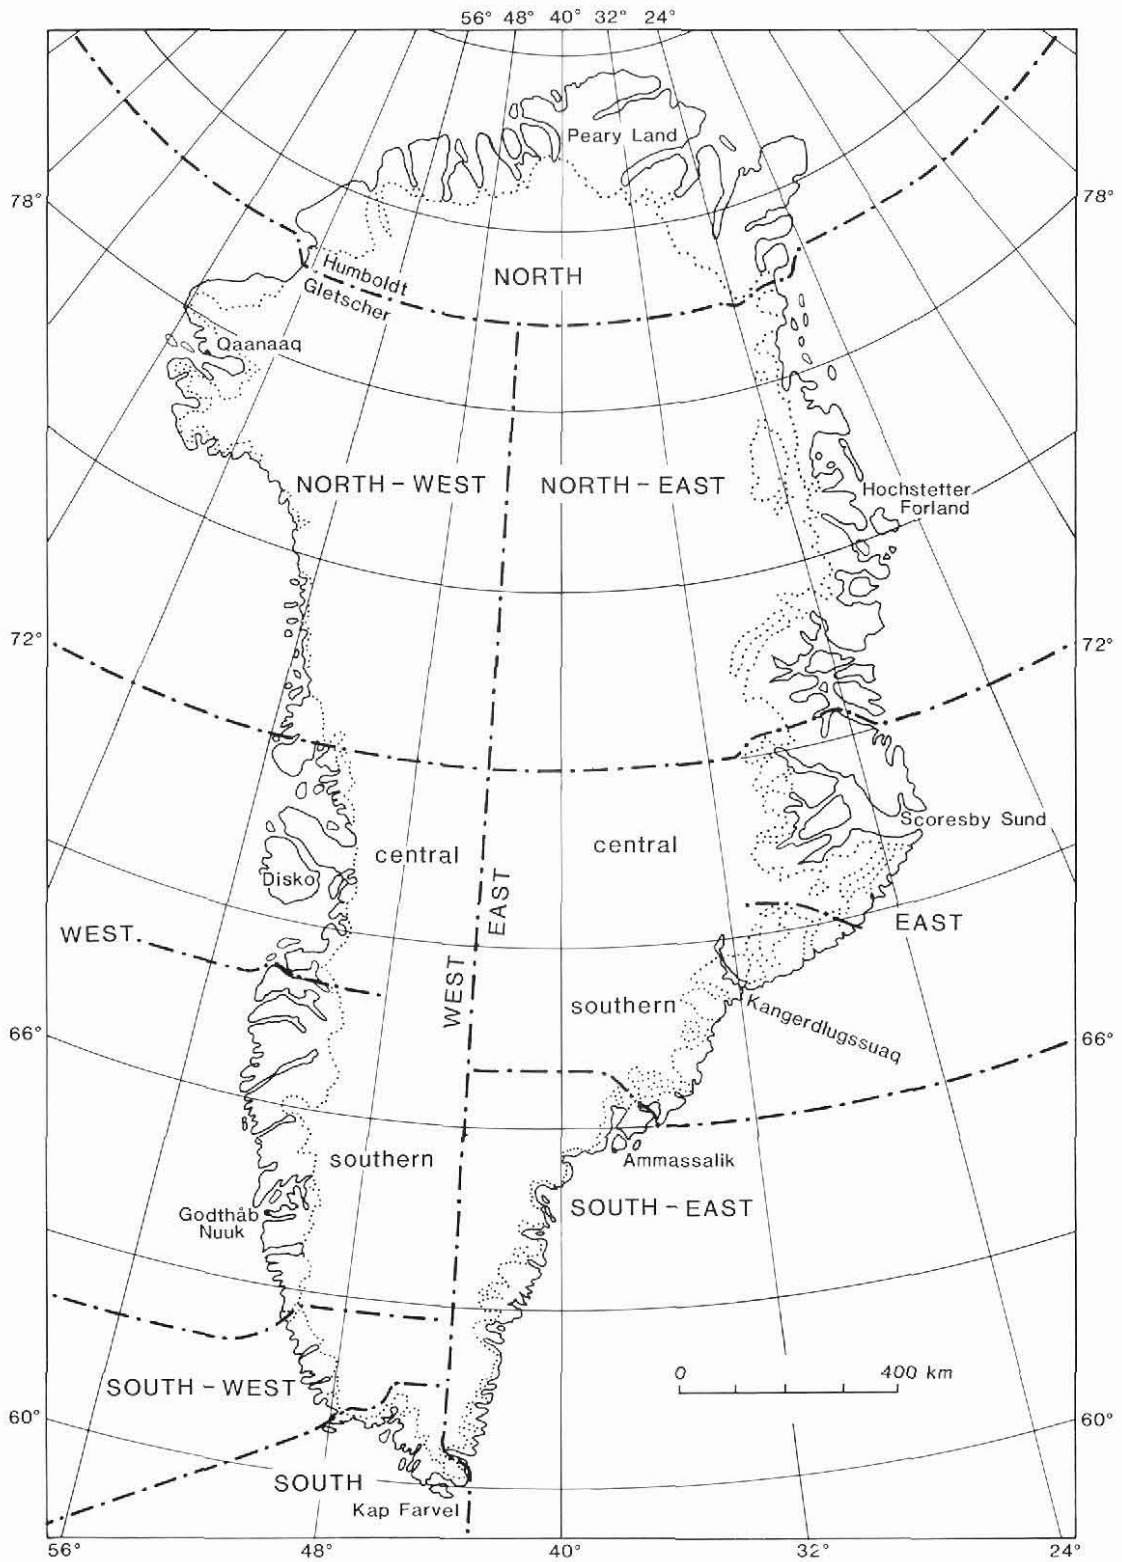 56° 48° 40° 32° 24°
Peary Land
78°
78°
Humboldt
Gletscher
NORTH
Qaanaaq
NORTH - WEST
NORTH - EAST
Hochstetter
Forland
72°
72°
Scoresby Sund
central
central
Disko
EAST
WEST
EAST
WEST
southern
Kangerdlugssuaq
66°
66°
southern
Ammassalik
Godthåb
Nuuk
SOUTH - EAST
0 400 km
SOUTH - WEST
60°
60°
SOUTH
Kap Farvel
56° 48° 40° 32° 24°